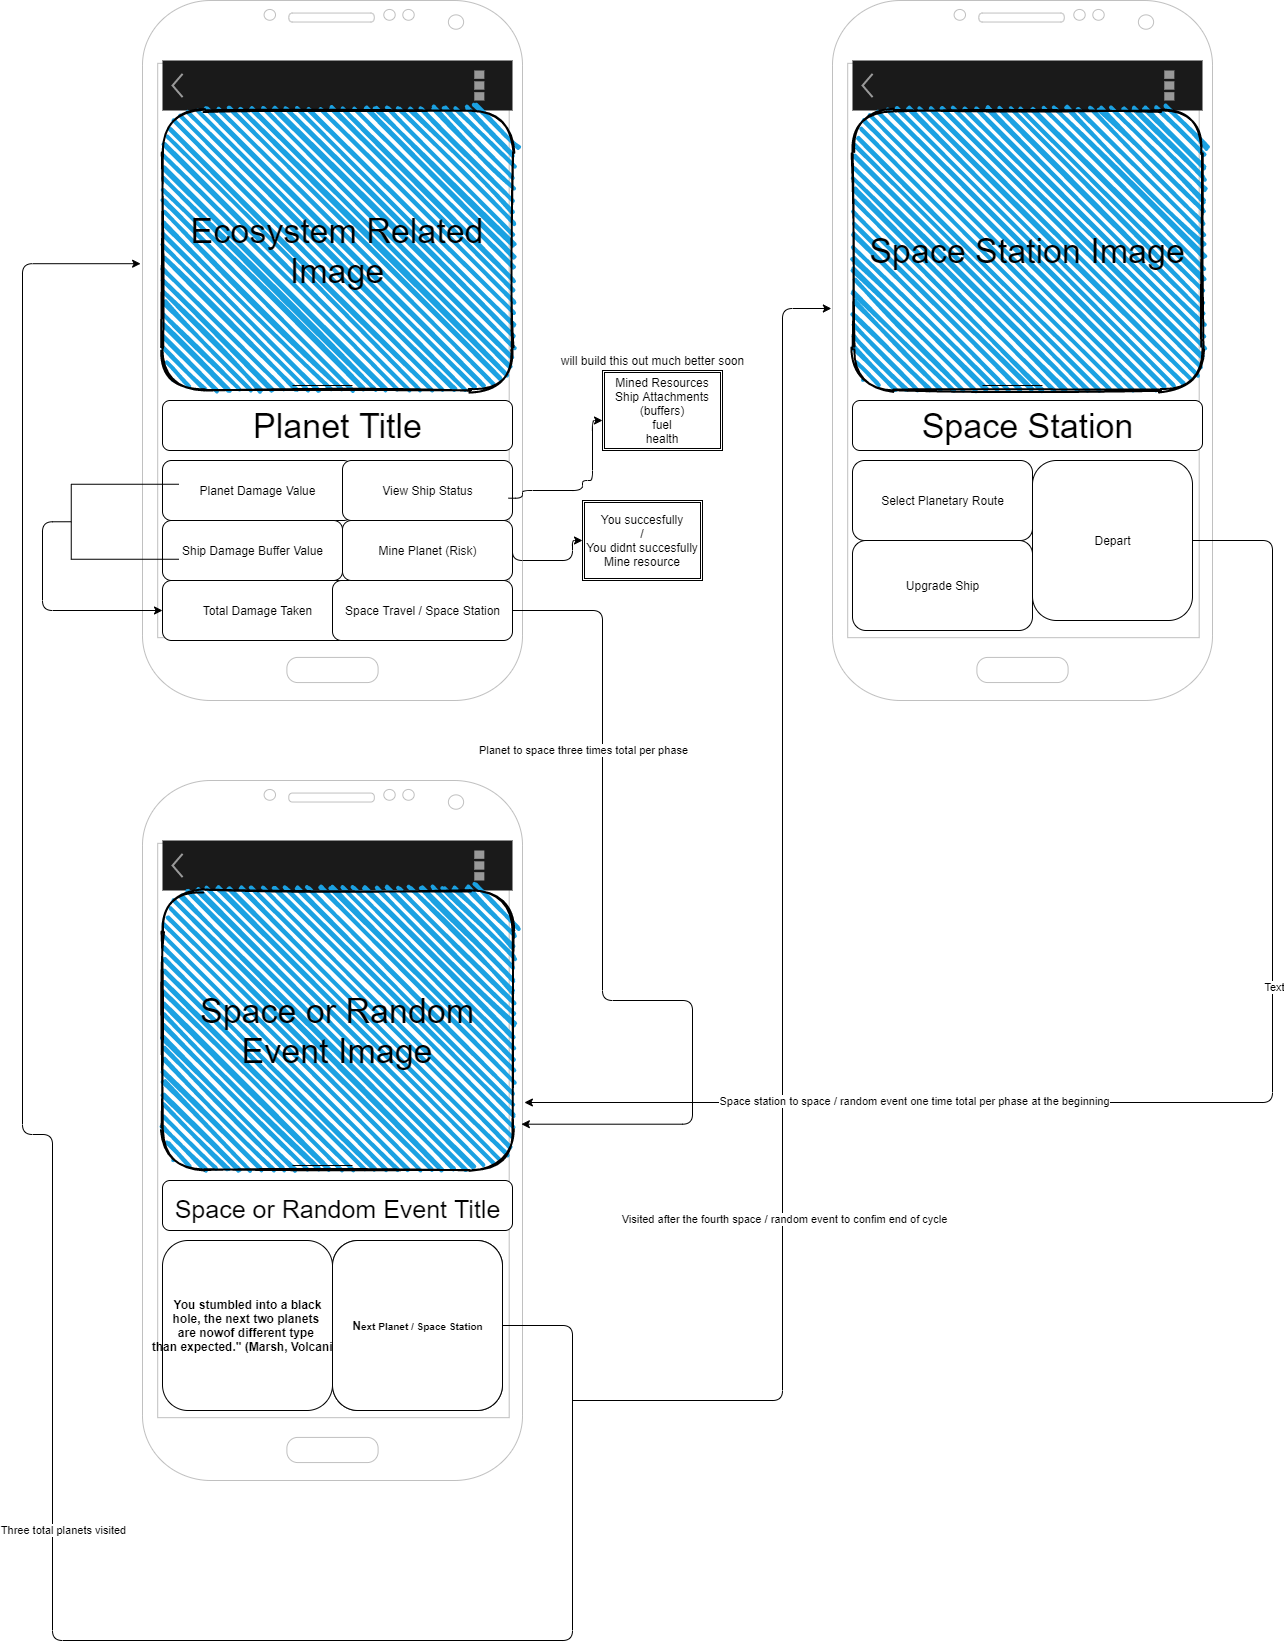 Ecosystem Related
Image
Planet Title
Planet Damage Value
View Ship Status
Ship Damage Buffer Value
Mine Planet (Risk)
Total Damage Taken
Space Travel / Space Station
will build this out much better soon
Mined Resources
Ship Attachments
(buffers)
fuel
health
You succesfully
/
You didnt succesfully
Mine resource
Space Station Image
Space Station
Select Planetary Route
Depart
Upgrade Ship
Planet to space three times total per phase
Text
Space or Random
Event Image
Space station to space / random event one time total per phase at the beginning
Space or Random Event Title
Visited after the fourth space / random event to confim end of cycle
You stumbled into a black
hole, the next two planets
are nowof different type
than expected." (Marsh, Volcani
Next Planet / Space Station
Three total planets visited